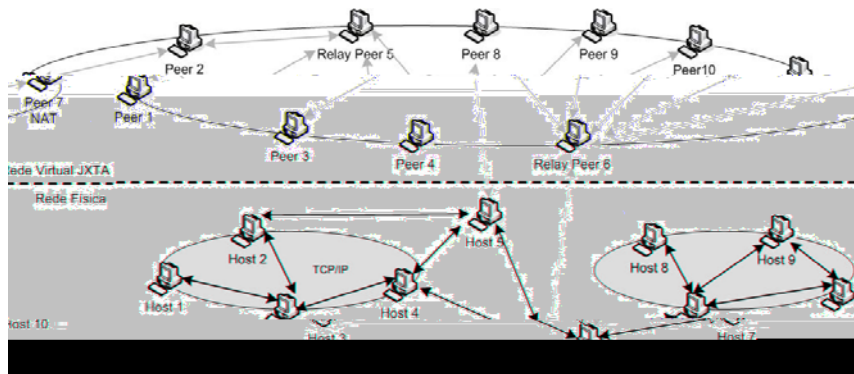 Peer 2
Relay Peer 5
Peer 8
Peer 9
Peer10
Peer 7
NAT
Peer 1
Peer 3
Peer 4
Relay Peer 6
ede Virtual JXTA
Rede Física
Host 2
TCP/IP
Host 5
Host 8
Host 9
Host 1
Host 4
Host 10
Host 3
Host 7